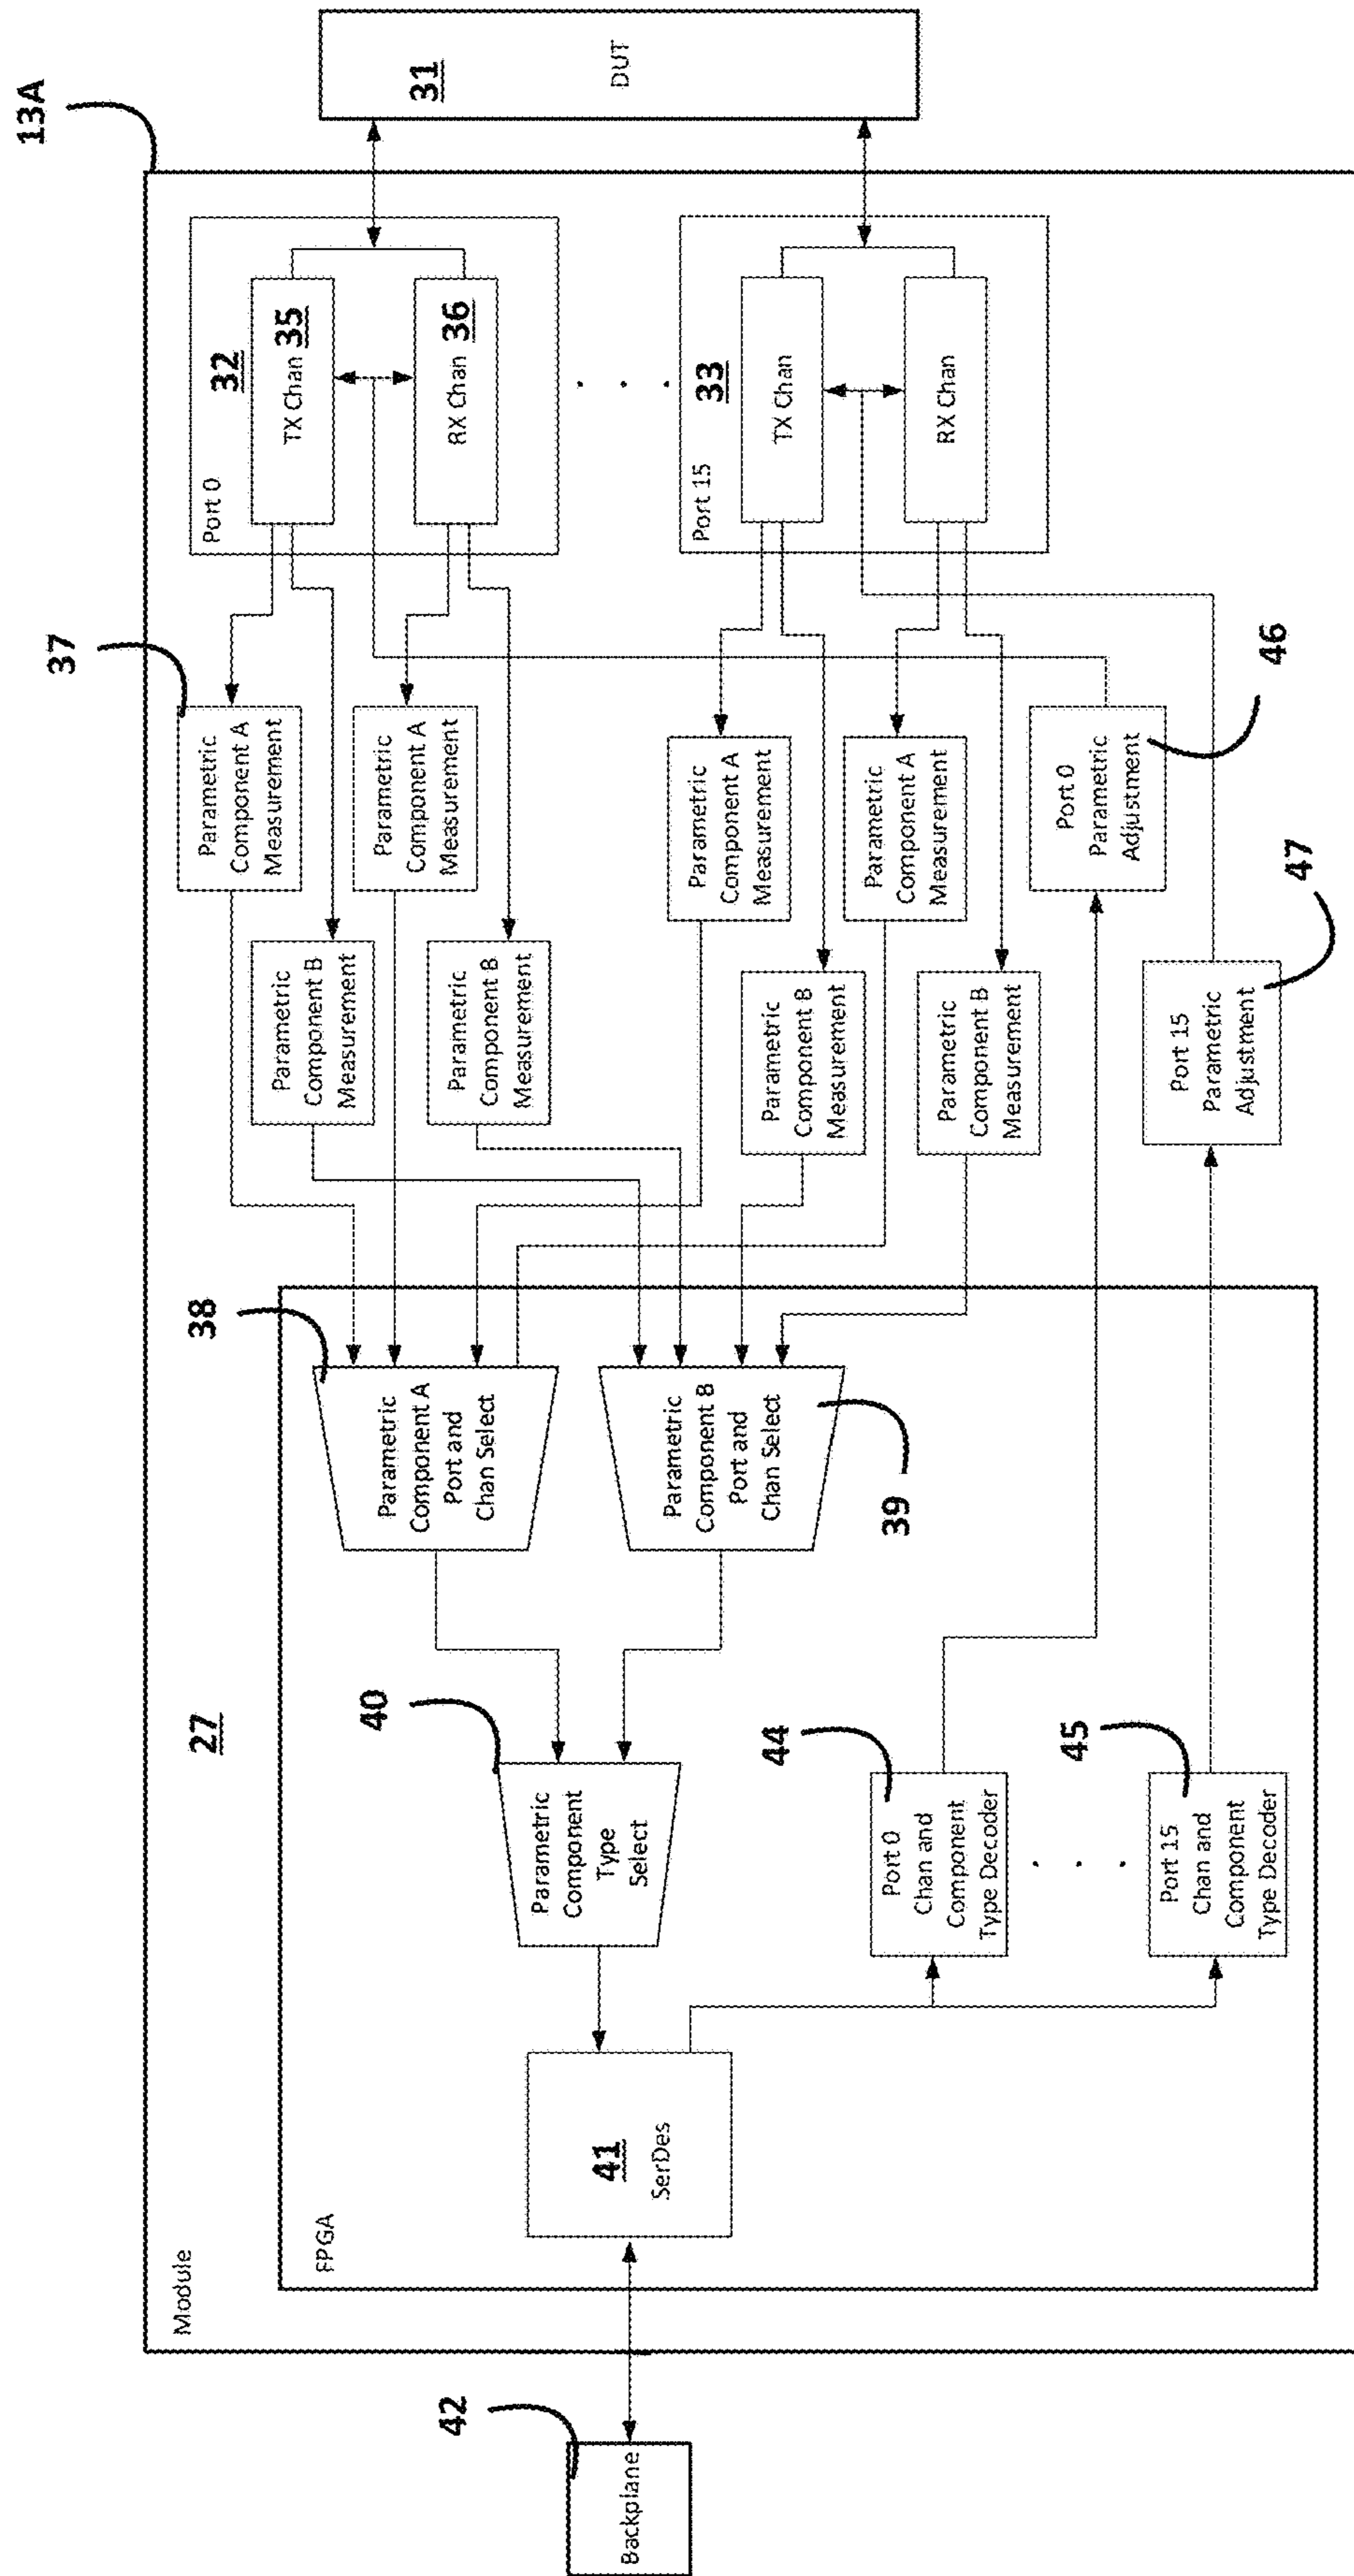 13A
Module
27
FPGA
42
Backplane
41
SerDes
40
Parametric
Component
Type
Select
38
Parametric
Component A
Port and
Chan Select
Parametric
Component B
Port and
Chan Select
39
44
Port 0
Chan and
Component
Type Decoder
. . .
45
Port 15
Chan and
Component
Type Decoder
37
Parametric
Component A
Measurement
Parametric
Component B
Measurement
Parametric
Component A
Measurement
Parametric
Component B
Measurement
Parametric
Component A
Measurement
Parametric
Component B
Measurement
Parametric
Component A
Measurement
Parametric
Component B
Measurement
Port 0
Parametric
Adjustment
46
Port 15
Parametric
Adjustment
47
Port 0
32
TX Chan 35
RX Chan 36
. . .
Port 15
33
TX Chan
RX Chan
31
DUT